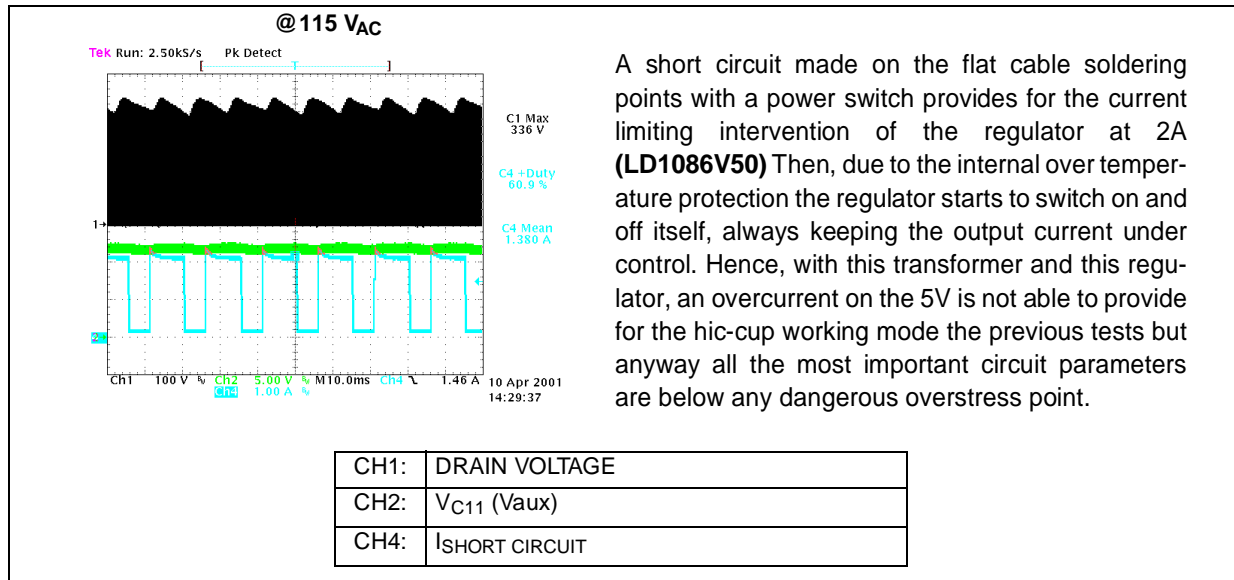 @115 VAC
Tek Run: 2.50kS/s Pk Detect
[ T ]
C1 Max
336 V
C4 +Duty
60.9 %
C4 Mean
1.380 A
1→
2→
Ch1 100 V Ch2 5.00 V M10.0ms Ch4 1.46 A
Ch4 1.00 A
10 Apr 2001
14:29:37
A short circuit made on the flat cable soldering
points with a power switch provides for the current
limiting intervention of the regulator at 2A
(LD1086V50) Then, due to the internal over temper-
ature protection the regulator starts to switch on and
off itself, always keeping the output current under
control. Hence, with this transformer and this regu-
lator, an overcurrent on the 5V is not able to provide
for the hic-cup working mode the previous tests but
anyway all the most important circuit parameters
are below any dangerous overstress point.
CH1: DRAIN VOLTAGE
CH2: VC11 (Vaux)
CH4: ISHORT CIRCUIT